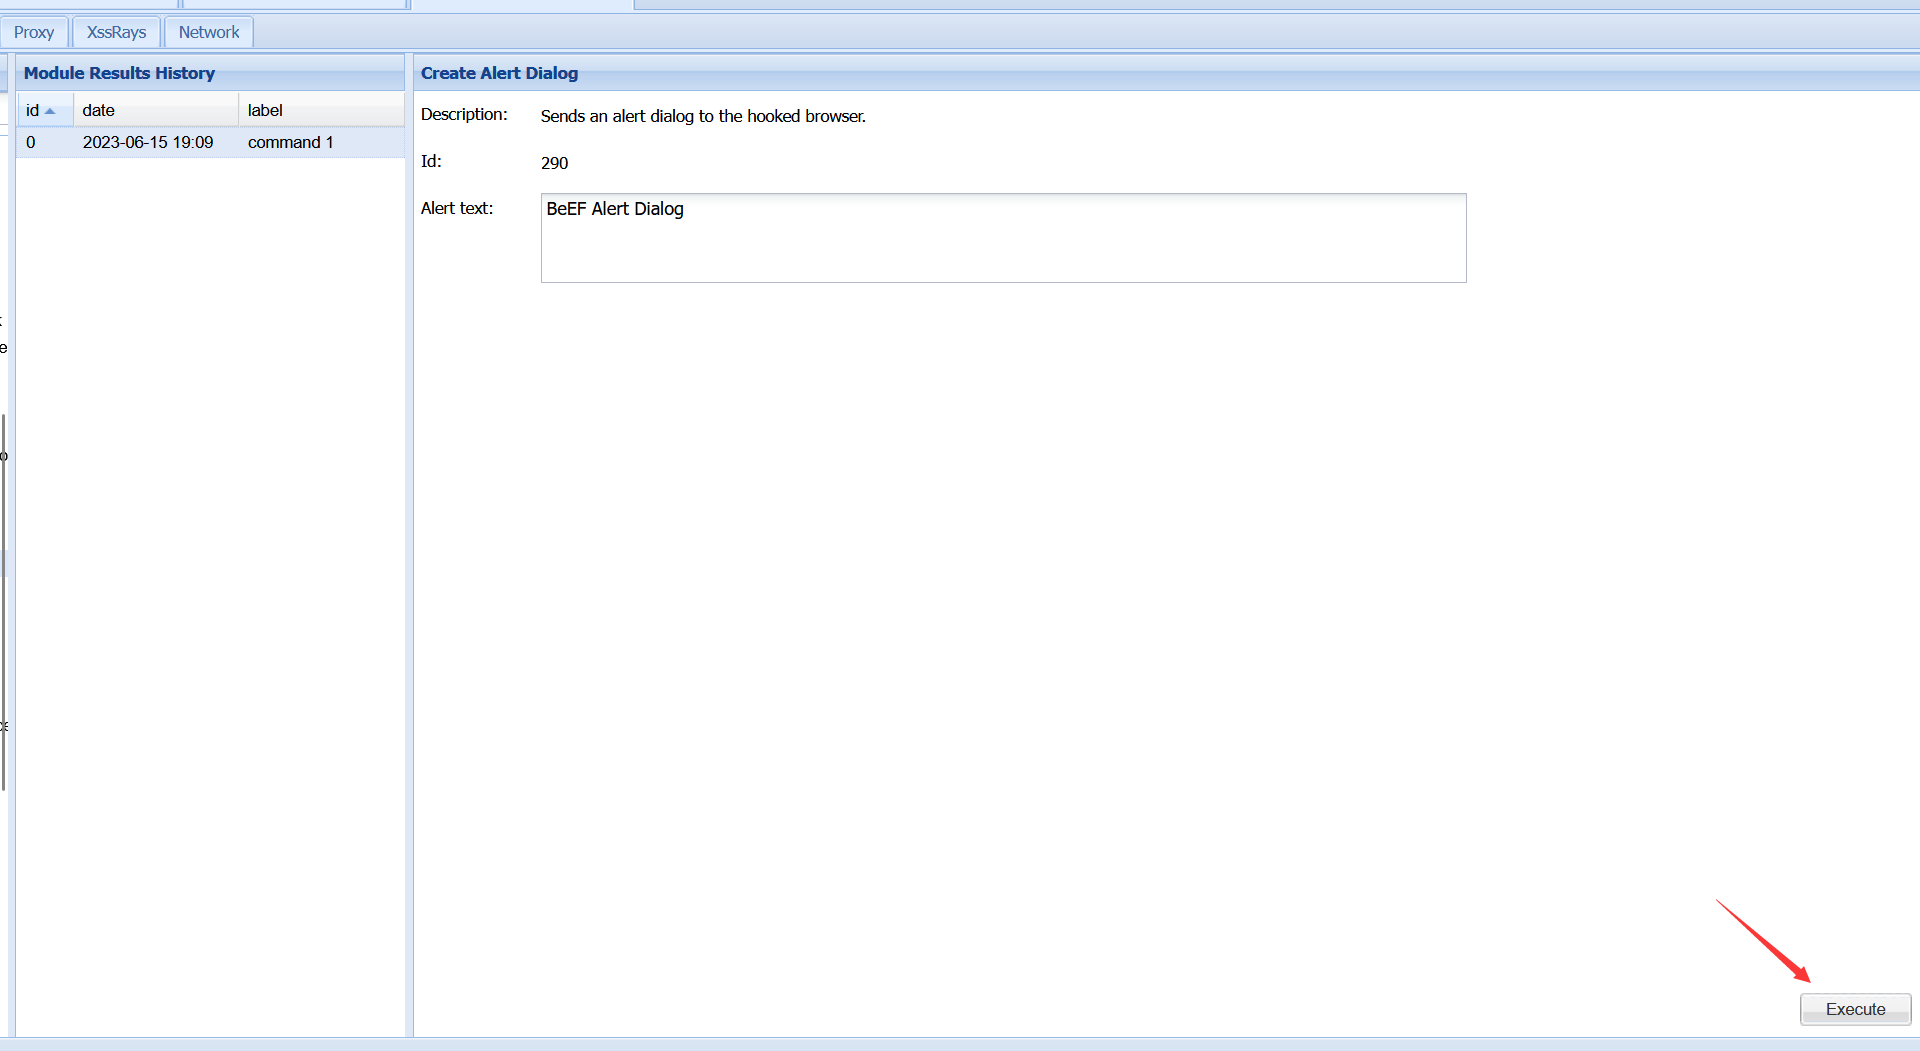 Proxy XssRays Network
Module Results History
id date label
0 2023-06-15 19:09 command 1
Create Alert Dialog
Description: Sends an alert dialog to the hooked browser.
Id: 290
Alert text: BeEF Alert Dialog
Execute